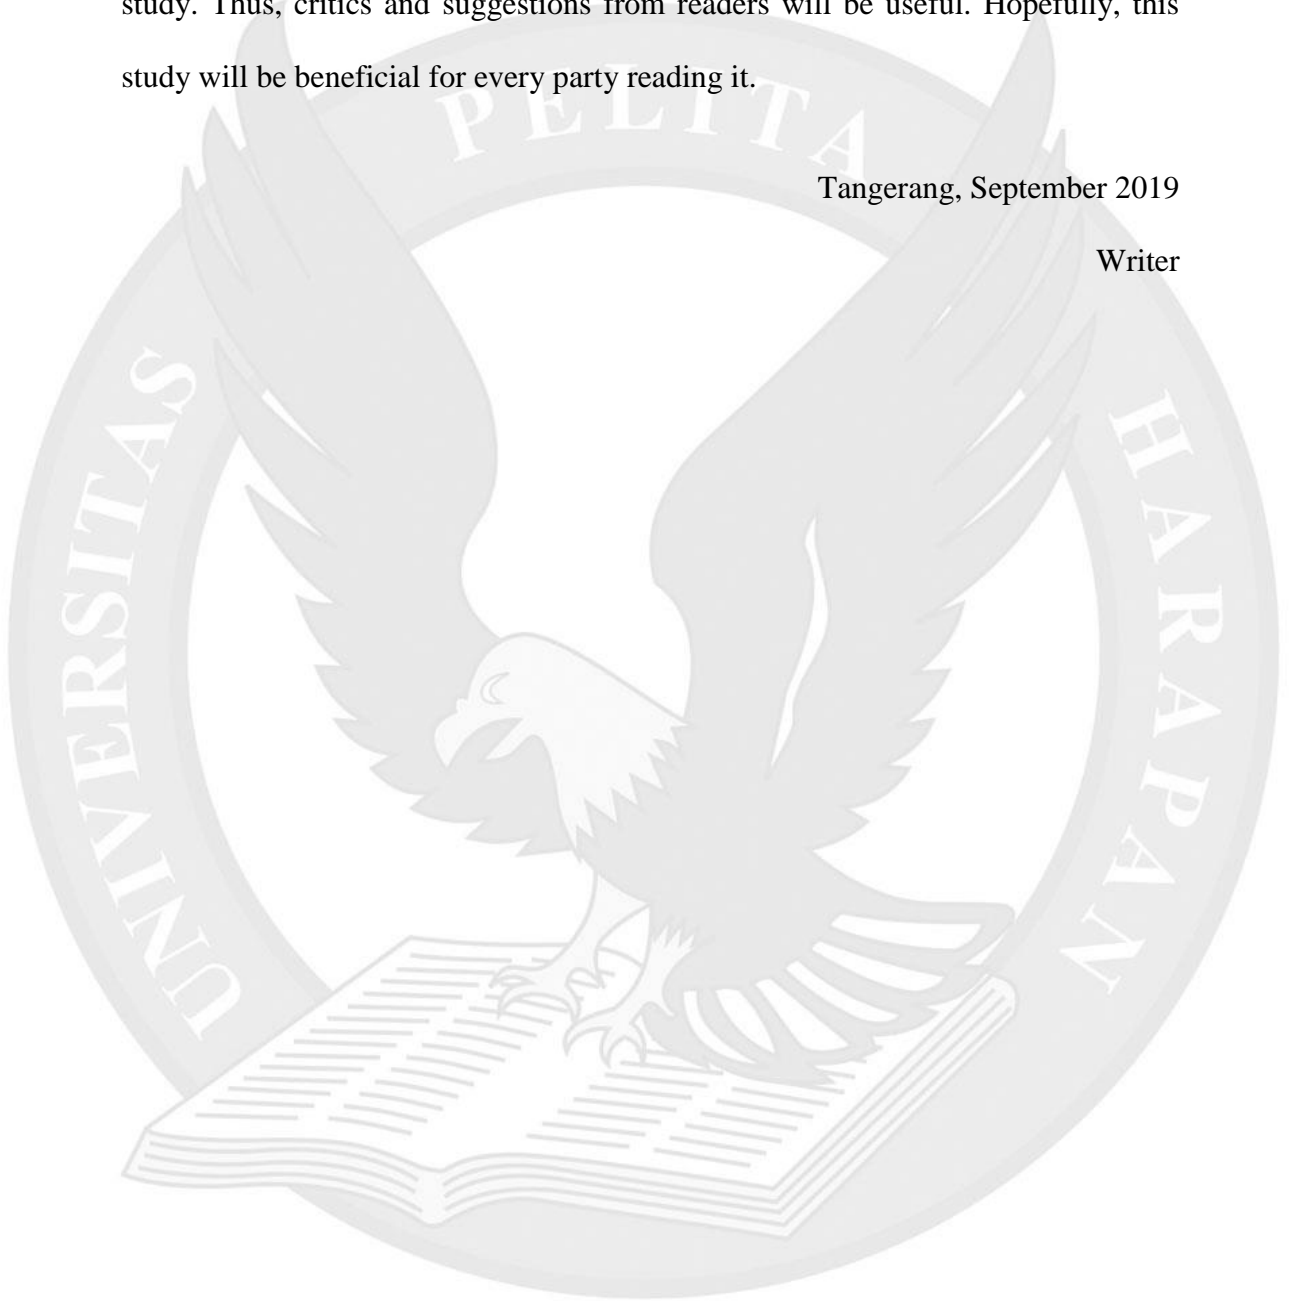 study. Thus, critics and suggestions from readers will be useful. Hopefully, this
study will be beneficial for every party reading it.
Tangerang, September 2019
Writer
UNIVERSITAS PELITA HARAPAN